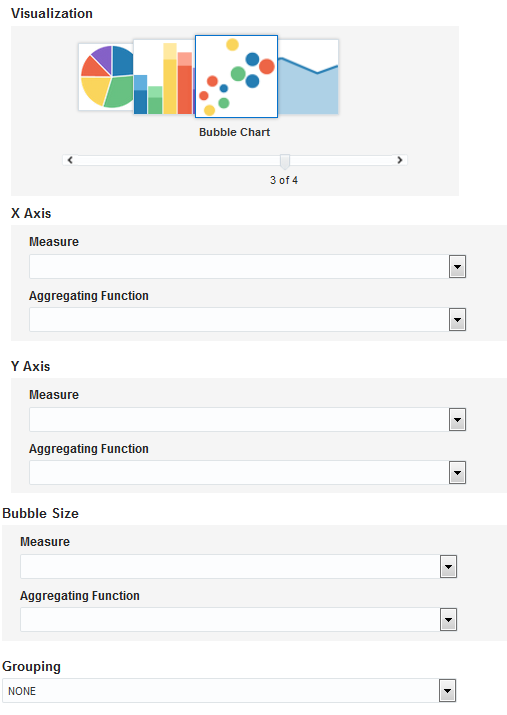 Visualization
Bubble Chart
3 of 4
X Axis
Measure
Aggregating Function
Y Axis
Measure
Aggregating Function
Bubble Size
Measure
Aggregating Function
Grouping
NONE